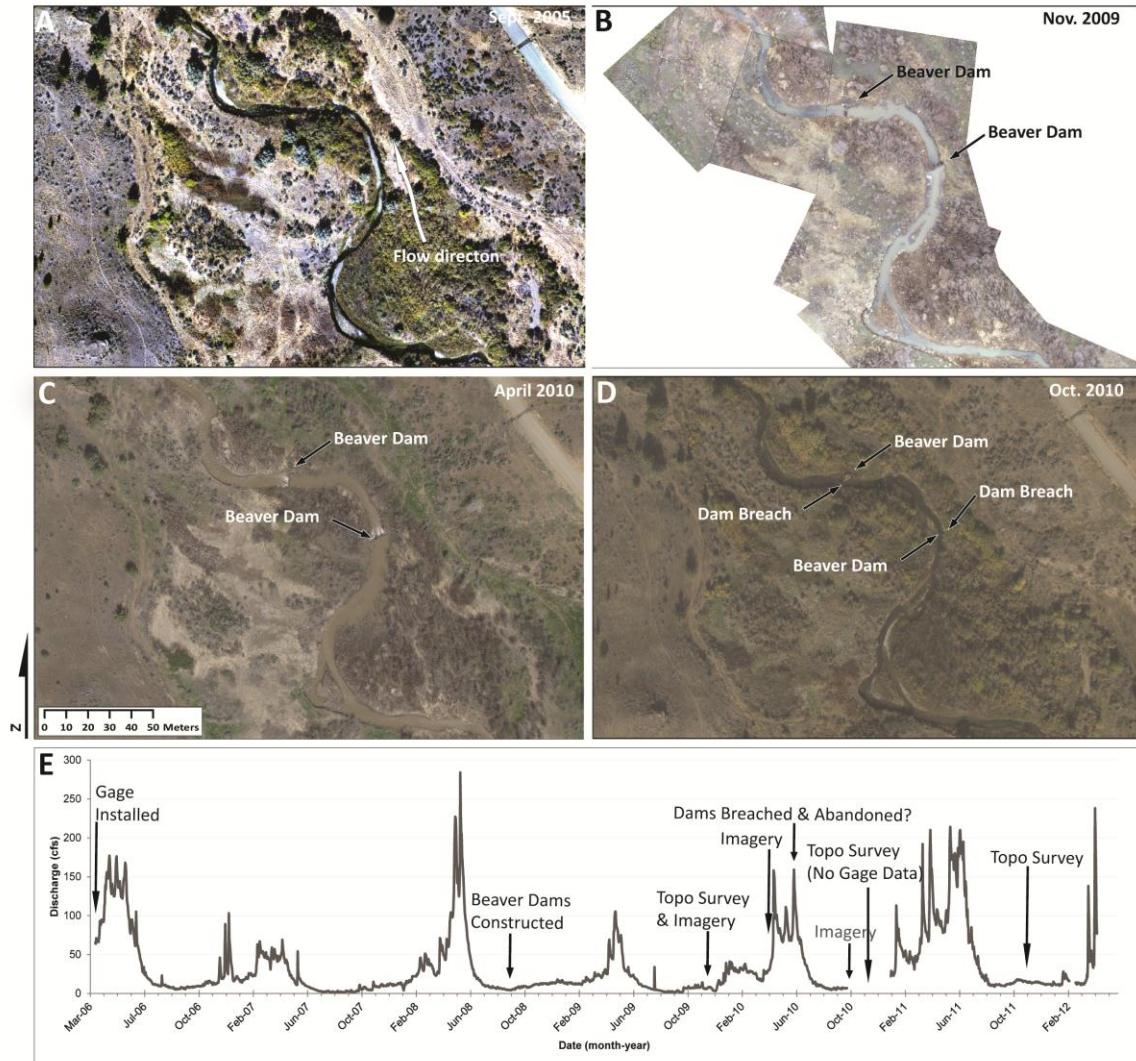 A
Sept. 2005
Flow directon
B
Nov. 2009
Beaver Dam
Beaver Dam
C
April 2010
Beaver Dam
Beaver Dam
N
0 10 20 30 40 50 Meters
D
Oct. 2010
Beaver Dam
Dam Breach
Dam Breach
Beaver Dam
E
Discharge (cfs)
300
250
200
150
100
50
0
Gage
Installed
Beaver Dams
Constructed
Topo Survey
& Imagery
Dams Breached & Abandoned?
Imagery
Topo Survey
(No Gage Data)
Imagery
Topo Survey
Mar-06
Jul-06
Oct-06
Feb-07
Jun-07
Oct-07
Feb-08
Jun-08
Oct-08
Feb-09
Jun-09
Oct-09
Feb-10
Jun-10
Oct-10
Feb-11
Jun-11
Oct-11
Feb-12
Date (month-year)